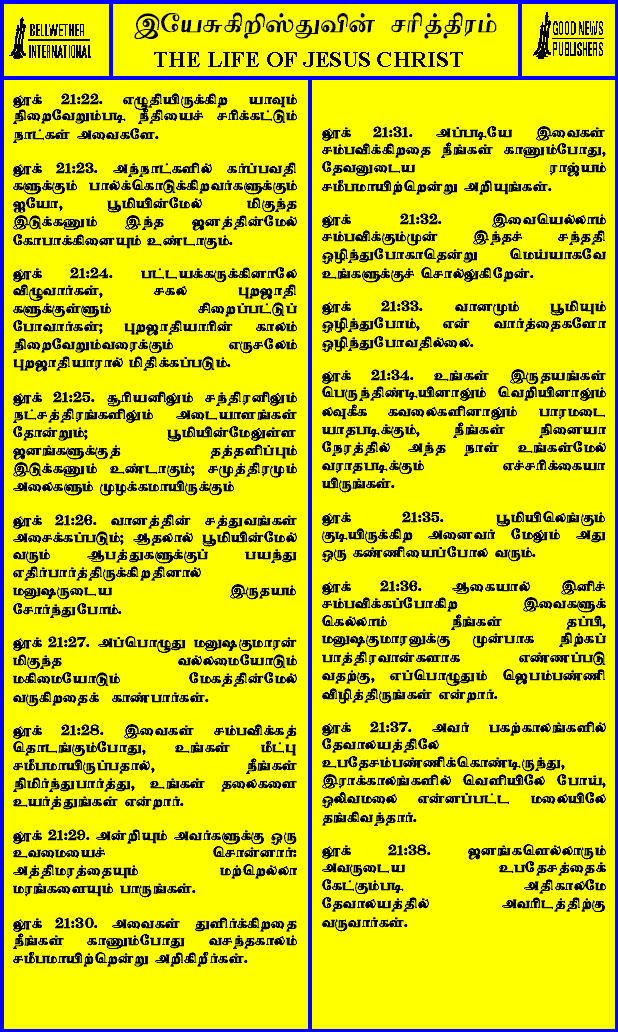 BELLWETHER
INTERNATIONAL
இயேசுகிறிஸ்துவின் சரித்திரம்
THE LIFE OF JESUS CHRIST
GOOD NEWS
PUBLISHERS
லூக் 21:22. எழுதியிருக்கிற யாவும்
நிறைவேறும்படி நீதியைச் சரிக்கட்டும்
நாட்கள் அவைகளே.
லூக் 21:23. அந்நாட்களில் கர்ப்பவதி
களுக்கும் பால்க்கொடுக்கிறவர்களுக்கும்
ஐயோ, பூமியின்மேல் மிகுந்த
இடுக்கணும் இந்த ஜனத்தின்மேல்
கோபாக்கினையும் உண்டாகும்.
லூக் 21:24. பட்டயக்கருக்கினாலே
விழுவார்கள், சகல புறஜாதி
களுக்குள்ளும் சிறைப்பட்டுப்
போவார்கள்; புறஜாதியாரின் காலம்
நிறைவேறும்வரைக்கும் எருசலேம்
புறஜாதியாரால் மிதிக்கப்படும்.
லூக் 21:25. சூரியனிலும் சந்திரனிலும்
நட்சத்திரங்களிலும் அடையாளங்கள்
தோன்றும்; பூமியின்மேலுள்ள
ஜனங்களுக்குத் தத்தளிப்பும்
இடுக்கணும் உண்டாகும்; சமுத்திரமும்
அலைகளும் முழக்கமாயிருக்கும்
லூக் 21:26. வானத்தின் சத்துவங்கள்
அசைக்கப்படும்; ஆதலால் பூமியின்மேல்
வரும் ஆபத்துகளுக்குப் பயந்து
எதிர்பார்த்திருக்கிறதினால்
மனுஷருடைய இருதயம்
சோர்ந்துபோம்.
லூக் 21:27. அப்பொழுது மனுஷகுமாரன்
மிகுந்த வல்லமையோடும்
மகிமையோடும் மேகத்தின்மேல்
வருகிறதைக் காண்பார்கள்.
லூக் 21:28. இவைகள் சம்பவிக்கத்
தொடங்கும்போது, உங்கள் மீட்பு
சமீபமாயிருப்பதால், நீங்கள்
நிமிர்ந்துபார்த்து, உங்கள் தலைகளை
உயர்த்துங்கள் என்றார்.
லூக் 21:29. அன்றியும் அவர்களுக்கு ஒரு
உவமையைச் சொன்னார்:
அத்திமரத்தையும் மற்றெல்லா
மரங்களையும் பாருங்கள்.
லூக் 21:30. அவைகள் துளிர்க்கிறதை
நீங்கள் காணும்போது வசந்தகாலம்
சமீபமாயிற்றென்று அறிகிறீர்கள்.
லூக் 21:31. அப்படியே இவைகள்
சம்பவிக்கிறதை நீங்கள் காணும்போது,
தேவனுடைய ராஜ்யம்
சமீபமாயிற்றென்று அறியுங்கள்.
லூக் 21:32. இவையெல்லாம்
சம்பவிக்கும்முன் இந்தச் சந்ததி
ஒழிந்துபோகாதென்று மெய்யாகவே
உங்களுக்குச் சொல்லுகிறேன்.
லூக் 21:33. வானமும் பூமியும்
ஒழிந்துபோம், என் வார்த்தைகளோ
ஒழிந்துபோவதில்லை.
லூக் 21:34. உங்கள் இருதயங்கள்
பெருந்திண்டியினாலும் வெறியினாலும்
லவுகீக கவலைகளினாலும் பாரமடை
யாதபடிக்கும், நீங்கள் நினையா
நேரத்தில் அந்த நாள் உங்கள்மேல்
வராதபடிக்கும் எச்சரிக்கையா
யிருங்கள்.
லூக் 21:35. பூமியிலெங்கும்
குடியிருக்கிற அனைவர் மேலும் அது
ஒரு கண்ணியைப்போல வரும்.
லூக் 21:36. ஆகையால் இனிச்
சம்பவிக்கப்போகிற இவைகளுக்
கெல்லாம் நீங்கள் தப்பி,
மனுஷகுமாரனுக்கு முன்பாக நிற்கப்
பாத்திரவான்களாக எண்ணப்படு
வதற்கு, எப்பொழுதும் ஜெபம்பண்ணி
விழித்திருங்கள் என்றார்.
லூக் 21:37. அவர் பகற்காலங்களில்
தேவாலயத்திலே
உபதேசம்பண்ணிக்கொண்டிருந்து,
இராக்காலங்களில் வெளியிலே போய்,
ஒலிவமலை என்னப்பட்ட மலையிலே
தங்கிவந்தார்.
லூக் 21:38. ஜனங்களெல்லாரும்
அவருடைய உபதேசத்தைக்
கேட்கும்படி அதிகாலமே
தேவாலயத்தில் அவரிடத்திற்கு
வருவார்கள்.